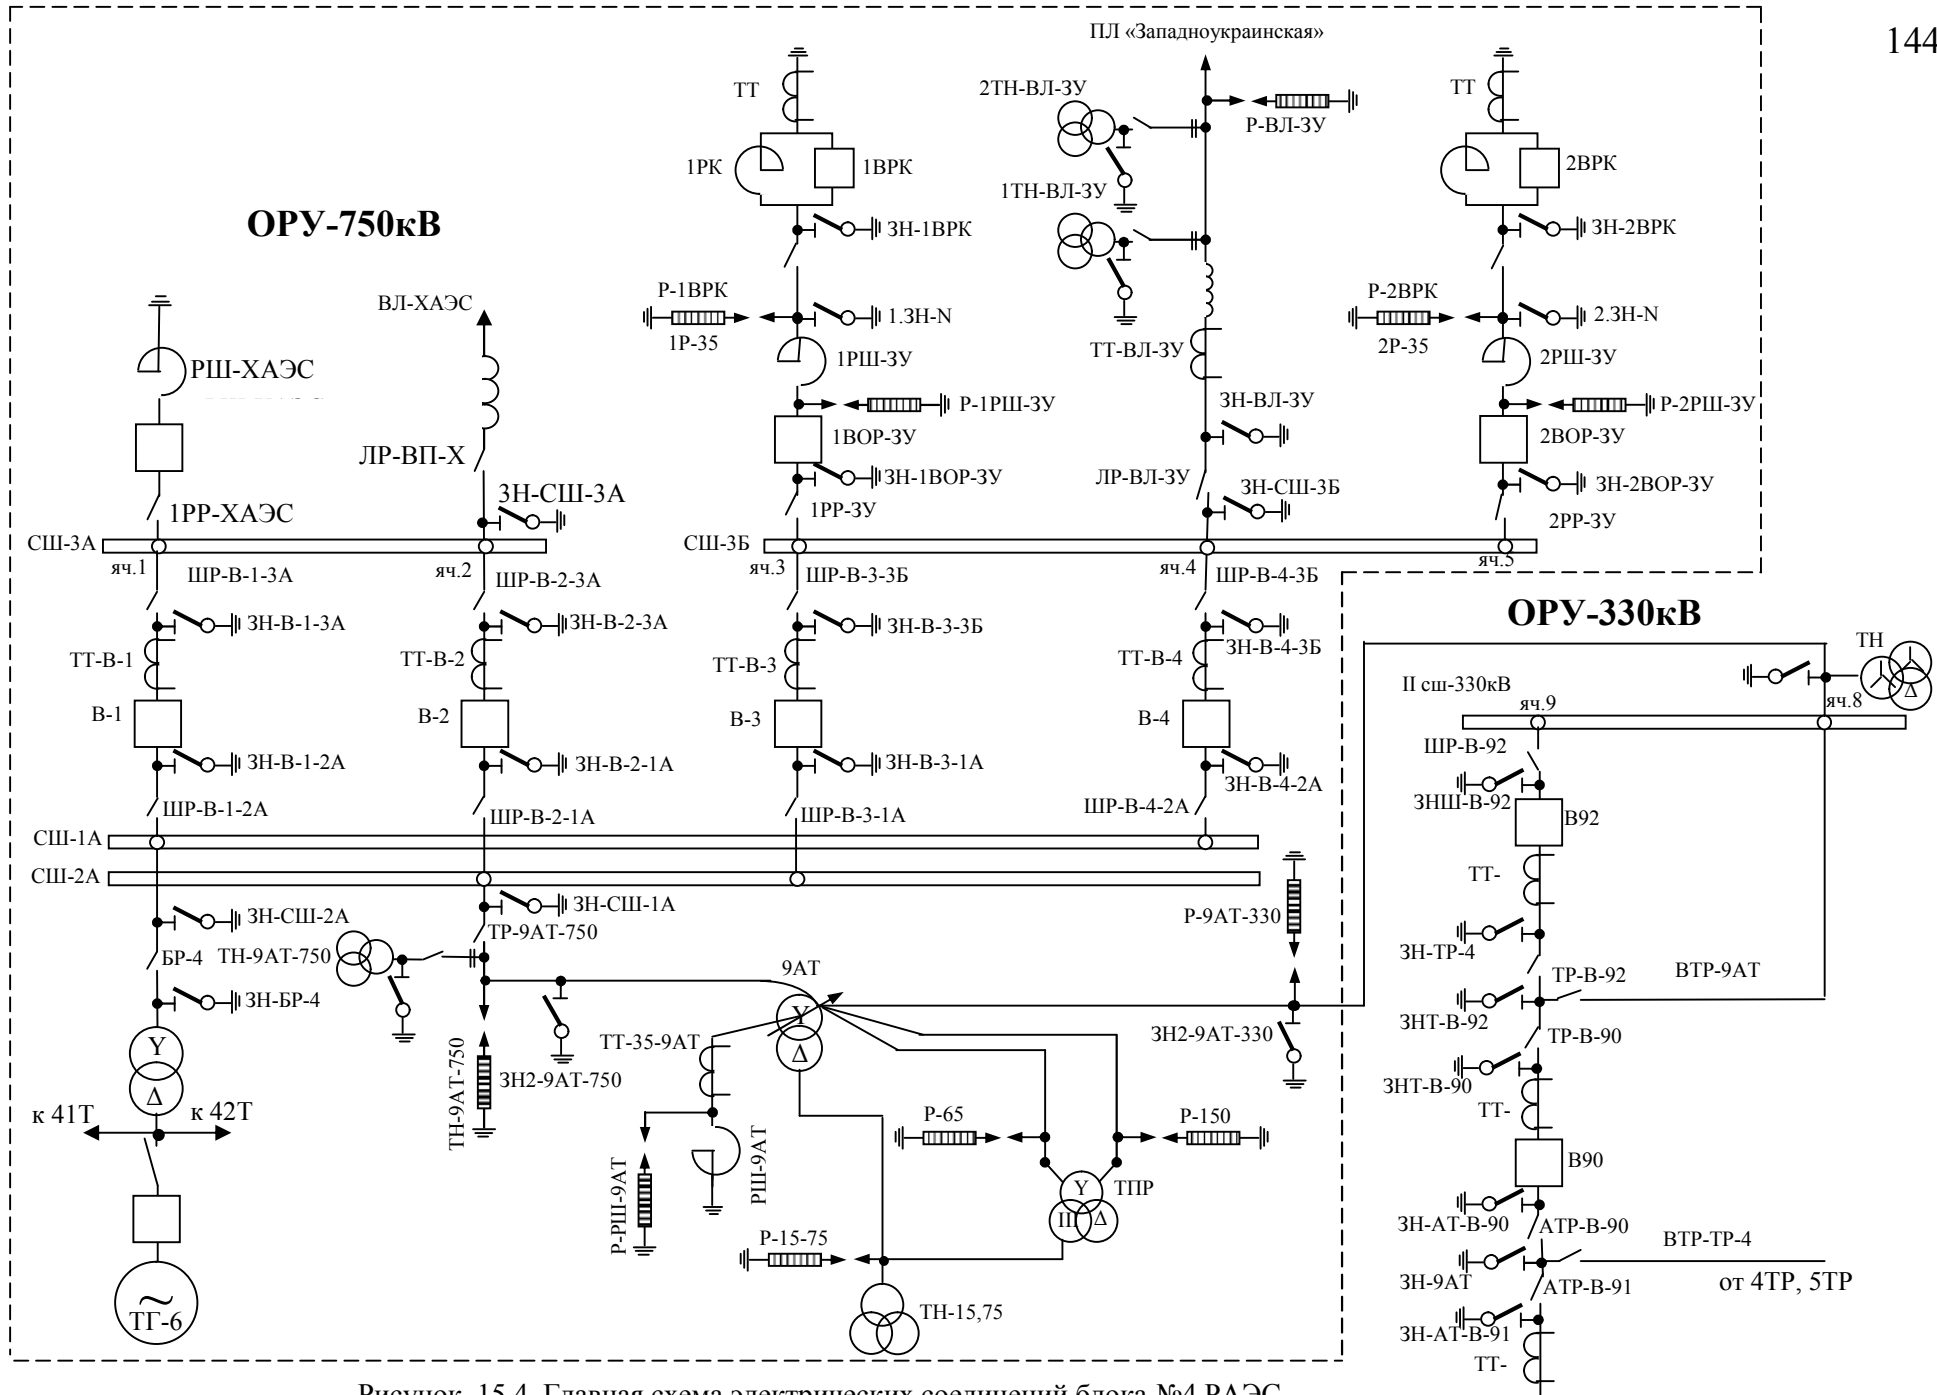 144
ПЛ «Западноукраинская»
ТТ
2ТН-ВЛ-ЗУ
Р-ВЛ-ЗУ
ТТ
1РК
1ВРК
1ТН-ВЛ-ЗУ
2ВРК
ОРУ-750кВ
ЗН-1ВРК
ЗН-2ВРК
ВЛ-ХАЭС
Р-1ВРК
1.ЗН-N
1Р-35
Р-2ВРК
2.ЗН-N
2Р-35
РШ-ХАЭС
1РШ-ЗУ
ТТ-ВЛ-ЗУ
2РШ-ЗУ
Р-1РШ-ЗУ
ЗН-ВЛ-ЗУ
Р-2РШ-ЗУ
ЛР-ВП-Х
1ВОР-ЗУ
2ВОР-ЗУ
ЗН-1ВОР-ЗУ
ЛР-ВЛ-ЗУ
ЗН-СШ-3Б
ЗН-2ВОР-ЗУ
1РР-ХАЭС
ЗН-СШ-3А
1РР-ЗУ
2РР-ЗУ
СШ-3А
СШ-3Б
яч.1
ШР-В-1-3А
яч.2
ШР-В-2-3А
яч.3
ШР-В-3-3Б
яч.4
ШР-В-4-3Б
яч.5
ЗН-В-1-3А
ЗН-В-2-3А
ЗН-В-3-3Б
ЗН-В-4-3Б
ОРУ-330кВ
ТН
ТТ-В-1
ТТ-В-2
ТТ-В-3
ТТ-В-4
II сш-330кВ
Δ
яч.9
яч.8
В-1
В-2
В-3
В-4
ШР-В-92
ЗН-В-1-2А
ЗН-В-2-1А
ЗН-В-3-1А
ЗН-В-4-2А
ЗНШ-В-92
В92
ШР-В-1-2А
ШР-В-2-1А
ШР-В-3-1А
ШР-В-4-2А
СШ-1А
СШ-2А
ТТ-
ЗН-СШ-2А
ЗН-СШ-1А
Р-9АТ-330
ТР-9АТ-750
БР-4
ТН-9АТ-750
ЗН-ТР-4
9АТ
ТР-В-92
ВТР-9АТ
ЗН-БР-4
Y
Δ
ЗНТ-В-92
ТТ-35-9АТ
ЗН2-9АТ-330
ТР-В-90
Y
Δ
ТН-9АТ-750
ЗН2-9АТ-750
ЗНТ-В-90
ТТ-
к 41Т
к 42Т
Р-65
Р-150
Р-РШ-9АТ
РШ-9АТ
В90
Y
III
Δ
ТПР
ЗН-АТ-В-90
АТР-В-90
Р-15-75
ВТР-ТР-4
ЗН-9АТ
от 4ТР, 5ТР
АТР-В-91
~
ТГ-6
ТН-15,75
ЗН-АТ-В-91
ТТ-
Рисунок 15.4 Главная схема электрических соединений блока №4 РАЭС